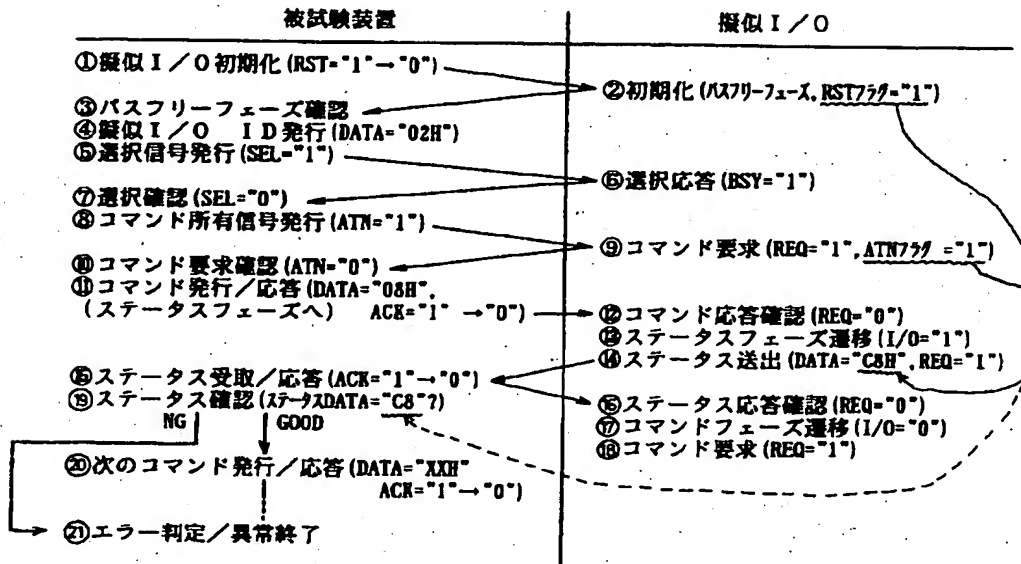 被試験装置
擬似I/O
①擬似I/O初期化(RST="1"→"0")
②初期化(バスフリーフェーズ,RSTフラグ="1")
③バスフリーフェーズ確認
④擬似I/O ID発行(DATA="02H")
⑤選択信号発行(SEL="1")
⑥選択応答(BSY="1")
⑦選択確認(SEL="0")
⑧コマンド所有信号発行(ATN="1")
⑨コマンド要求(REQ="1",ATNフラグ="1")
⑩コマンド要求確認(ATN="0")
⑪コマンド発行/応答(DATA="08H",
(ステータスフェーズへ) ACK="1"→"0")
⑫コマンド応答確認(REQ="0")
⑬ステータスフェーズ遷移(I/O="1")
⑭ステータス送出(DATA="C8H",REQ="1")
⑮ステータス受取/応答(ACK="1"→"0")
⑲ステータス確認(ステータスDATA="C8"?)
NG GOOD
⑯ステータス応答確認(REQ="0")
⑰コマンドフェーズ遷移(I/O="0")
⑱コマンド要求(REQ="1")
⑳次のコマンド発行/応答(DATA="XXH"
ACK="1"→"0")
㉑エラー判定/異常終了